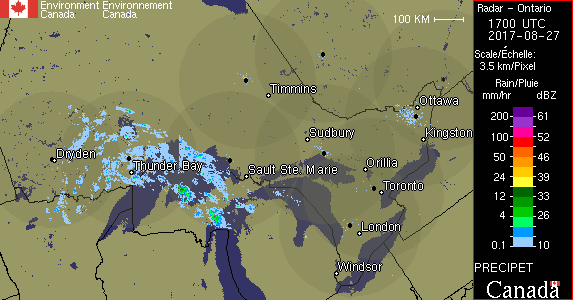 Environment Environnement
Canada Canada
100 KM
Timmins
Ottawa
Sudbury
Kingston
Dryden
Thunder Bay
Sault Ste. Marie
Orillia
Toronto
London
Windsor
Radar - Ontario
1700 UTC
2017-08-27
Scale/Échelle:
3.5 km/Pixel
Rain/Pluie
mm/hr dBZ
200 61
100 52
50 46
24 39
12 33
4 26
0.1 10
PRECIPET
Canada